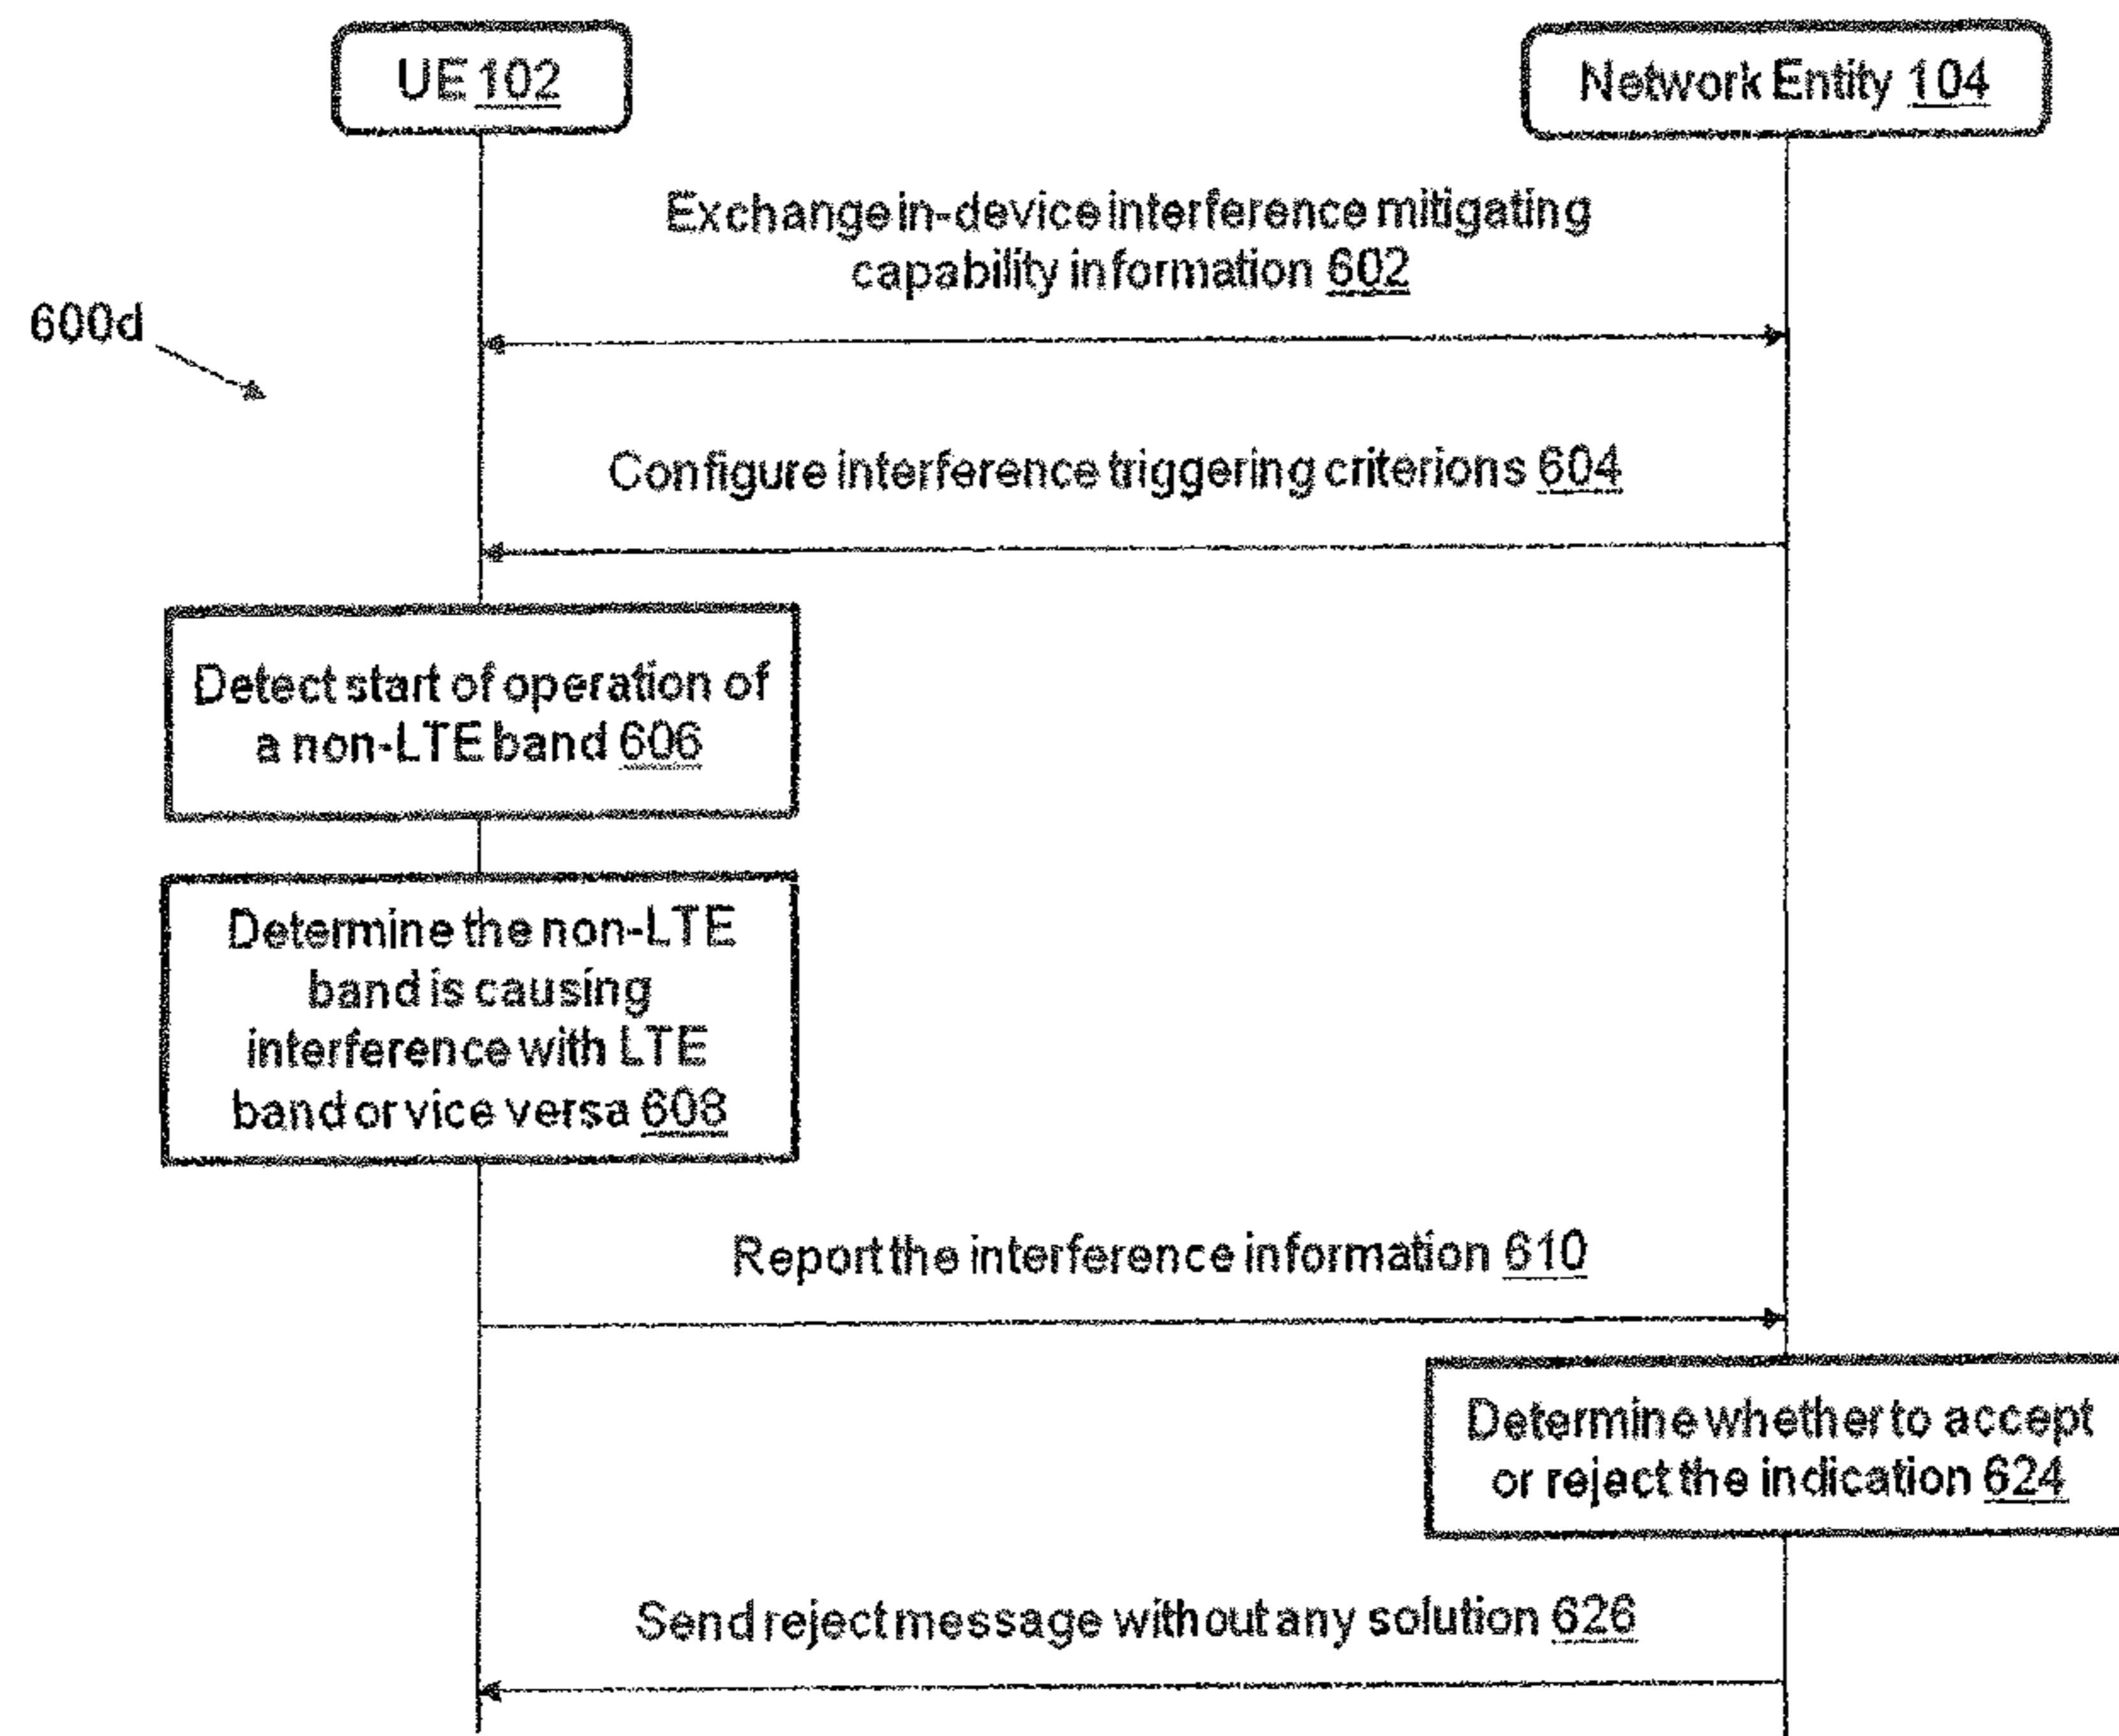 UE 102
Network Entity 104
Exchange in-device interference mitigating
capability information 602
600d
Configure interference triggering criterions 604
Detect start of operation of
a non-LTE band 606
Determine the non-LTE
band is causing
interference with LTE
band or vice versa 608
Report the interference information 610
Determine whether to accept
or reject the indication 624
Send reject message without any solution 626